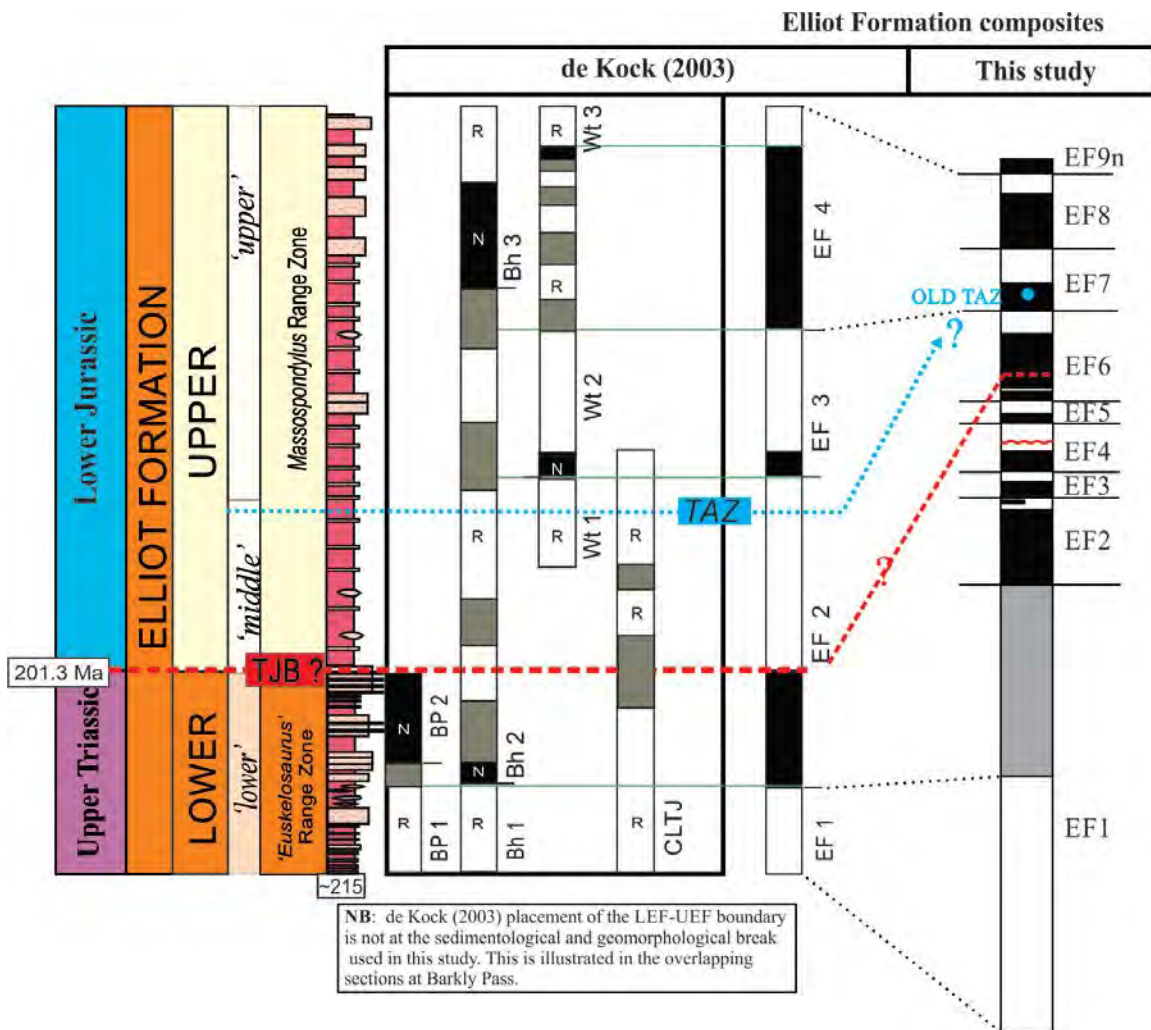 Elliot Formation composites
de Kock (2003)
This study
Lower Jurassic
Upper Triassic
ELLIOT FORMATION
UPPER
LOWER
'upper'
'middle'
'lower'
Massospondylus Range Zone
'Euskelosaurus'
Range Zone
201.3 Ma
TJB ?
~215
N
BP 2
R
BP 1
R
N
Bh 3
R
N
Bh 2
R
Bh 1
R
Wt 3
R
Wt 2
N
R
Wt 1
R
R
R
CLTJ
TAZ
EF 4
EF 3
EF 2
EF 1
OLD TAZ
?
?
EF9n
EF8
EF7
EF6
EF5
EF4
EF3
EF2
EF1
NB: de Kock (2003) placement of the LEF-UEF boundary
is not at the sedimentological and geomorphological break
used in this study. This is illustrated in the overlapping
sections at Barkly Pass.